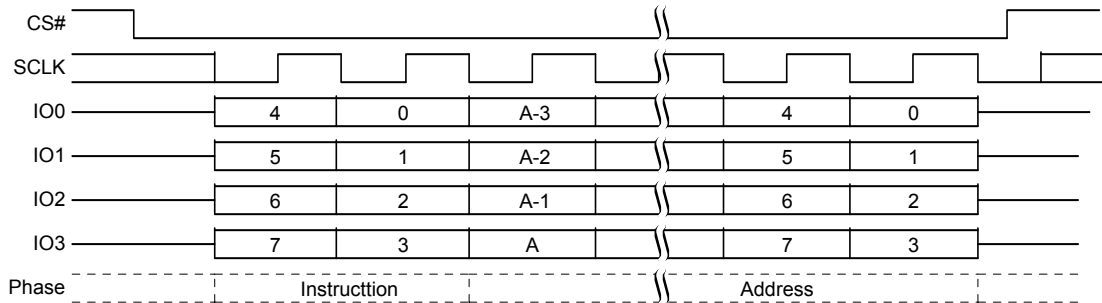 CS#
SCLK
IO0 4 0 A-3 4 0
IO1 5 1 A-2 5 1
IO2 6 2 A-1 6 2
IO3 7 3 A 7 3
Phase Instructtion Address